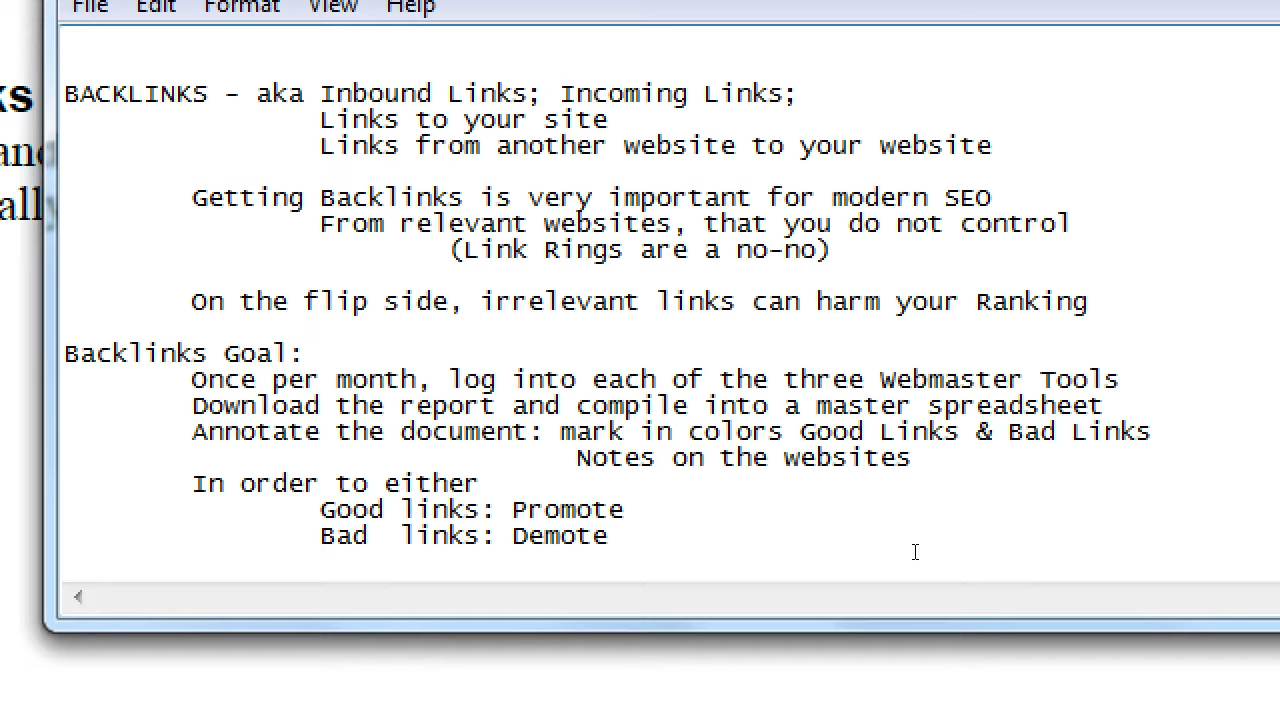 File Edit Format View Help
ks
and
ally
BACKLINKS - aka Inbound Links; Incoming Links;
Links to your site
Links from another website to your website
Getting Backlinks is very important for modern SEO
From relevant websites, that you do not control
(Link Rings are a no-no)
On the flip side, irrelevant links can harm your Ranking
Backlinks Goal:
Once per month, log into each of the three Webmaster Tools
Download the report and compile into a master spreadsheet
Annotate the document: mark in colors Good Links & Bad Links
Notes on the websites
In order to either
Good links: Promote
Bad  links: Demote